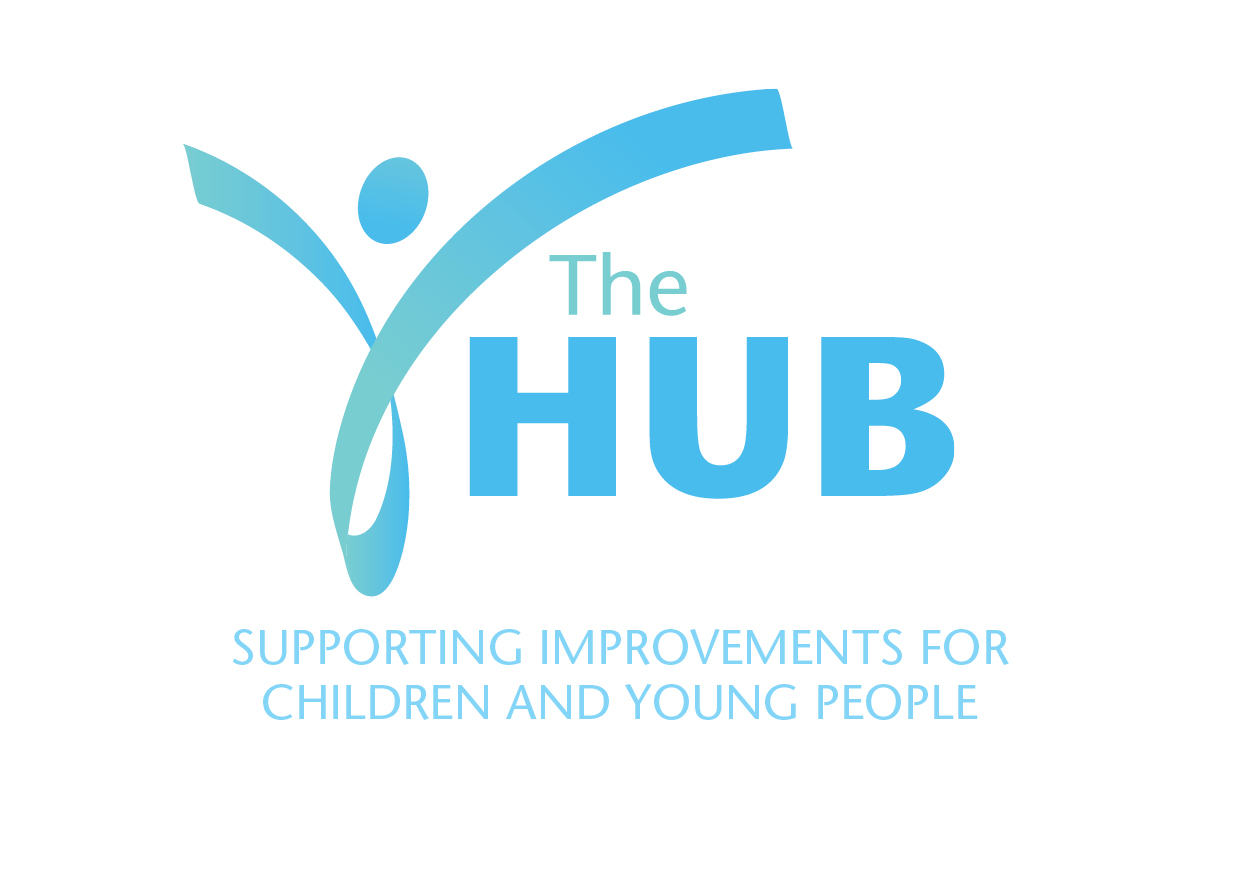 The
HUB
SUPPORTING IMPROVEMENTS FOR
CHILDREN AND YOUNG PEOPLE